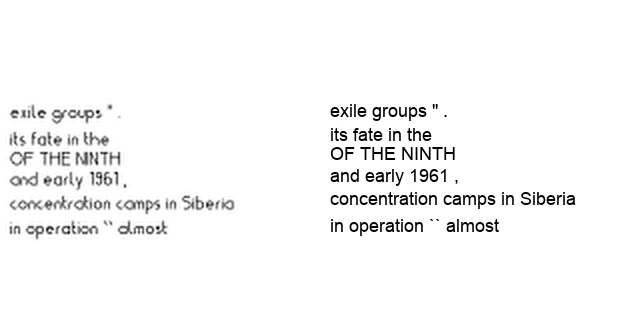 exile groups " .
its fate in the
OF THE NINTH
and early 1961 ,
concentration camps in Siberia
in operation `` almost
exile groups " .
its fate in the
OF THE NINTH
and early 1961 ,
concentration camps in Siberia
in operation `` almost